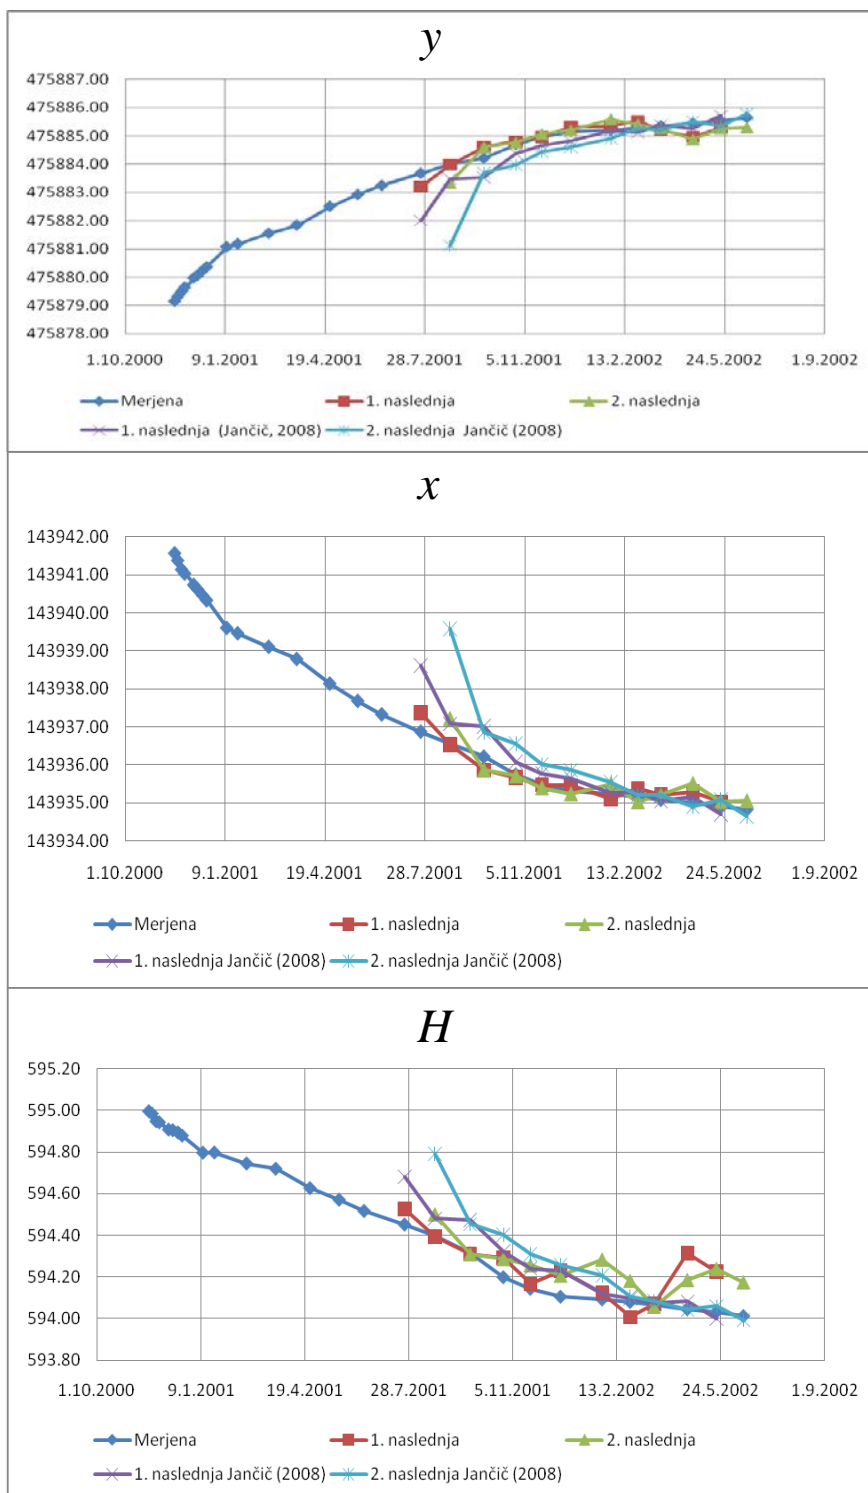 y
475887.00
475886.00
475885.00
475884.00
475883.00
475882.00
475881.00
475880.00
475879.00
475878.00
1.10.2000 9.1.2001 19.4.2001 28.7.2001 5.11.2001 13.2.2002 24.5.2002 1.9.2002
Merjena 1. naslednja 2. naslednja
1. naslednja (Jančič, 2008) 2. naslednja Jančič (2008)
x
143942.00
143941.00
143940.00
143939.00
143938.00
143937.00
143936.00
143935.00
143934.00
1.10.2000 9.1.2001 19.4.2001 28.7.2001 5.11.2001 13.2.2002 24.5.2002 1.9.2002
Merjena 1. naslednja 2. naslednja
1. naslednja Jančič (2008) 2. naslednja Jančič (2008)
H
595.20
595.00
594.80
594.60
594.40
594.20
594.00
593.80
1.10.2000 9.1.2001 19.4.2001 28.7.2001 5.11.2001 13.2.2002 24.5.2002 1.9.2002
Merjena 1. naslednja 2. naslednja
1. naslednja Jančič (2008) 2. naslednja Jančič (2008)